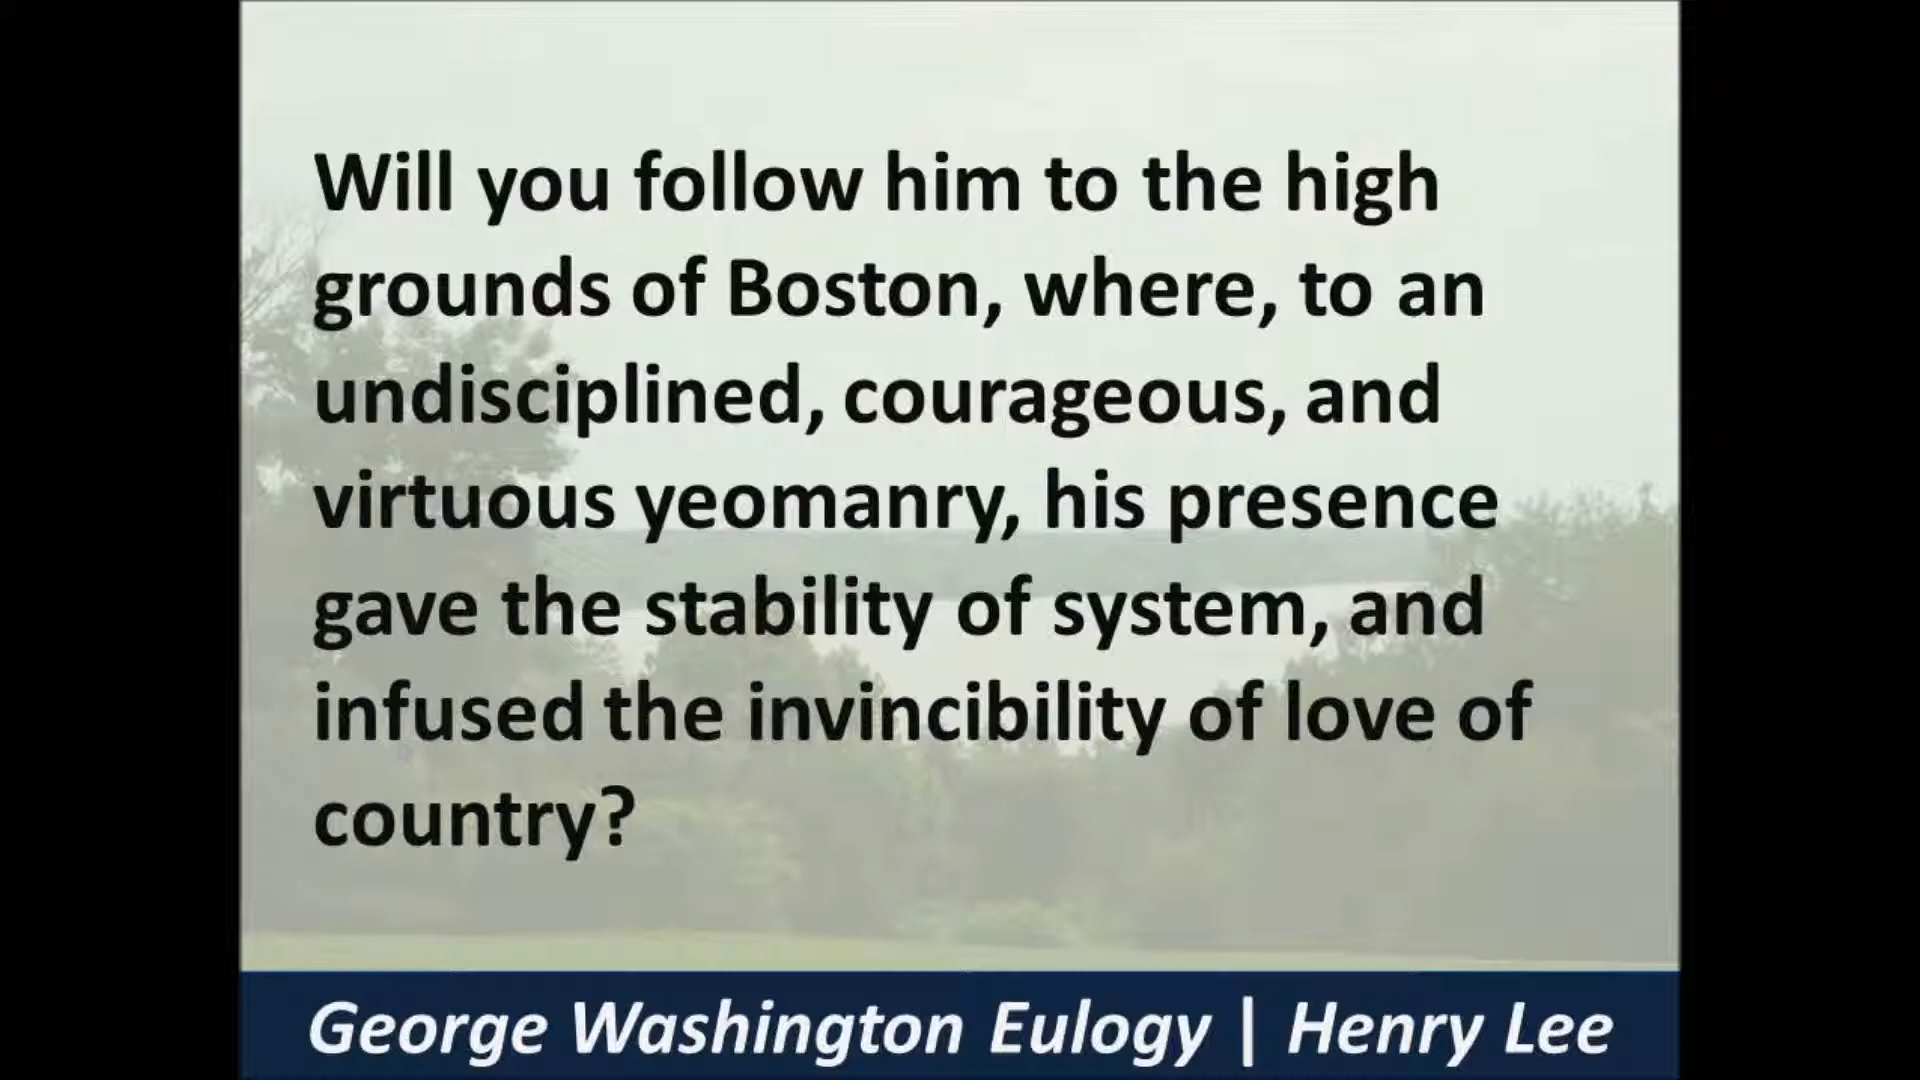 Will you follow him to the high
grounds of Boston, where, to an
undisciplined, courageous, and
virtuous yeomanry, his presence
gave the stability of system, and
infused the invincibility of love of
country?
George Washington Eulogy | Henry Lee